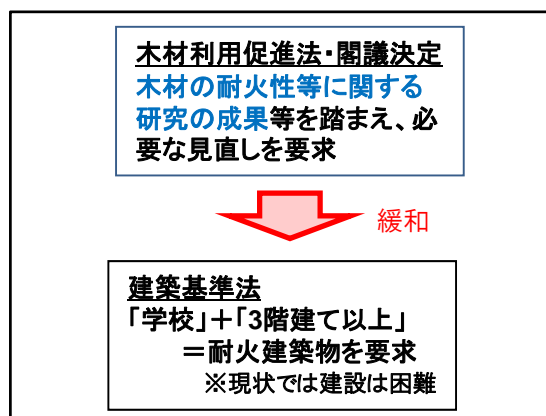 木材利用促進法・閣議決定
木材の耐火性等に関する
研究の成果等を踏まえ、必
要な見直しを要求
緩和
建築基準法
「学校」＋「3階建て以上」
＝耐火建築物を要求
※現状では建設は困難